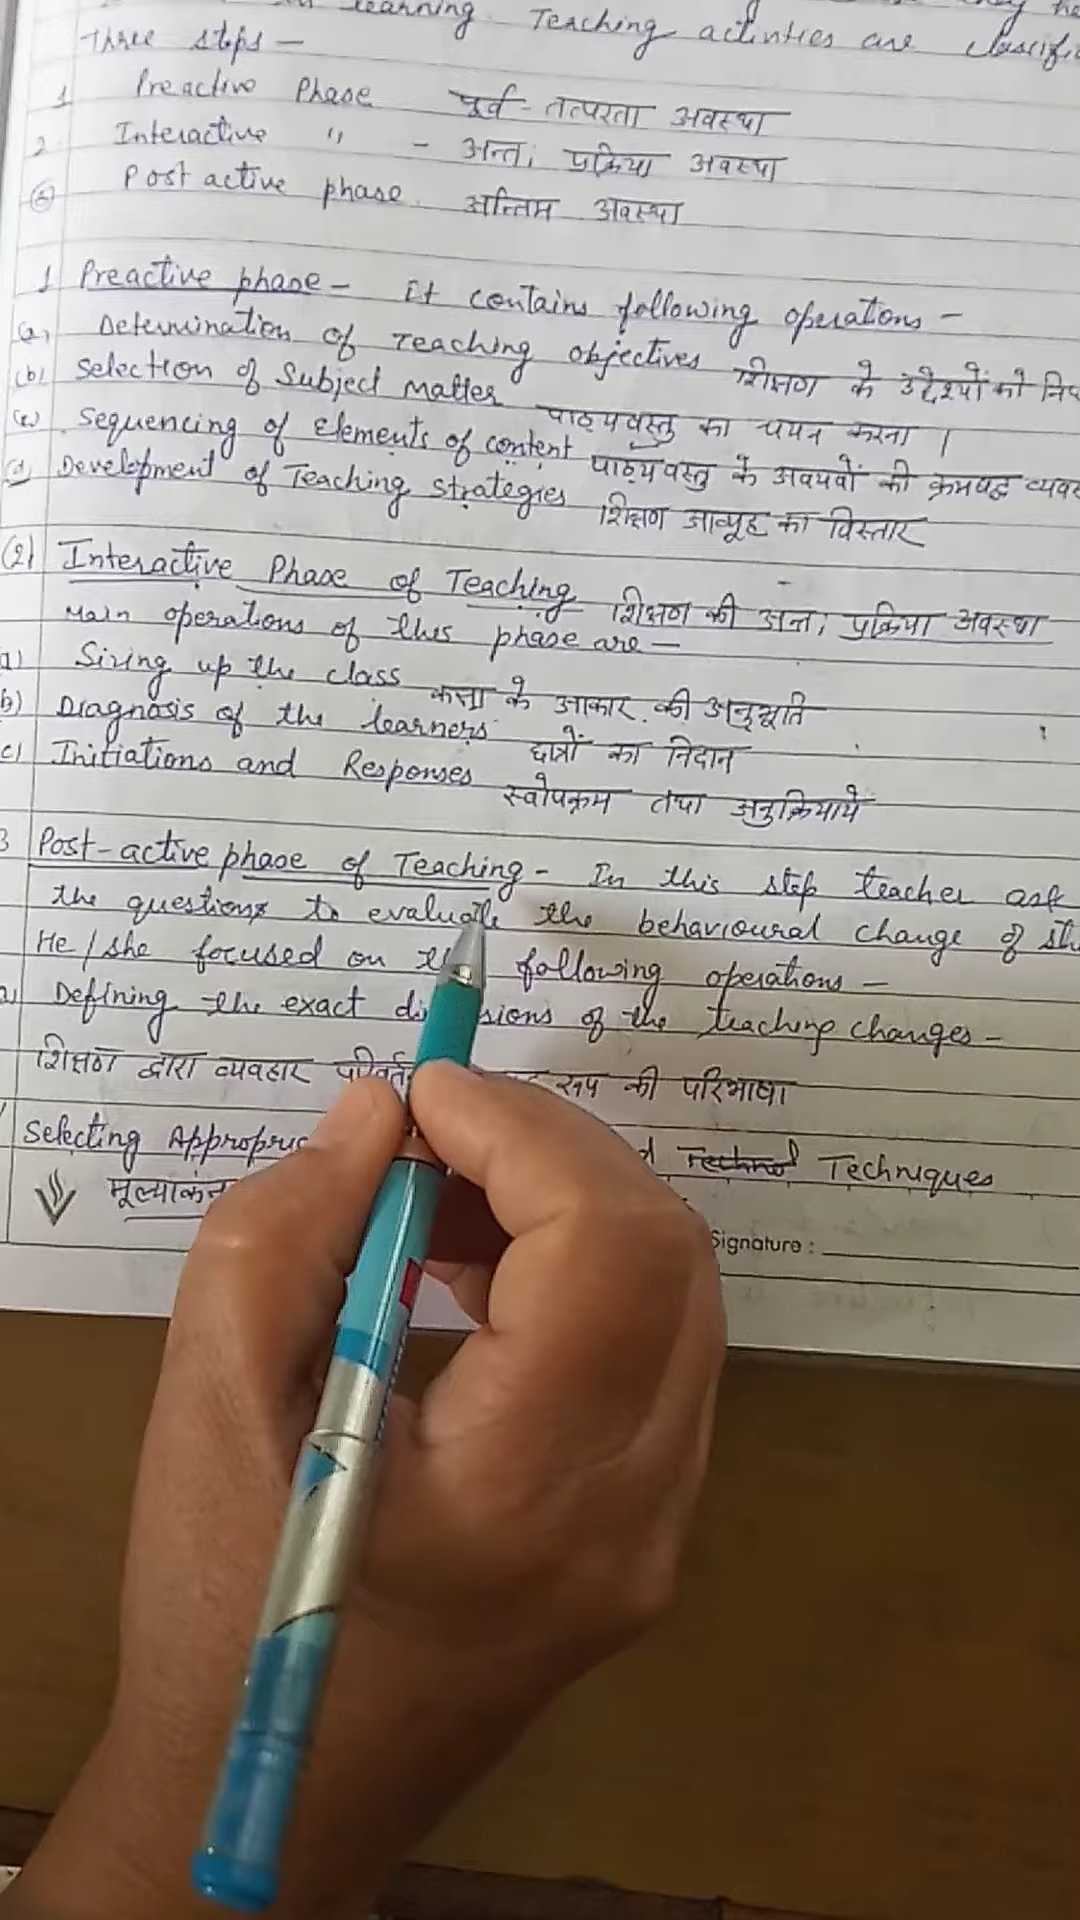 learning. Teaching activities are
Three steps —
1 Preactive Phase पूर्व - तत्परता अवस्था
2 Interactive " - अन्तः प्रक्रिया अवस्था
③ Post active phase. अन्तिम अवस्था
1 Preactive phase - it contains following operations -
(a) Determination of Teaching objectives शिक्षण के उद्देश्यों को
(b) Selection of Subject Matter पाठ्यवस्तु का चयन करना ।
(c) Sequencing of elements of content पाठ्यवस्तु के अवयवों की क्रमबद्ध
(d) Development of Teaching Strategies शिक्षण आव्यूह का विस्तार
(2) Interactive Phase of Teaching शिक्षण की अन्तः प्रक्रिया अवस्था
Main operations of this phase are —
a) Sizing up the class कक्षा के आकार की अनुभूति
b) Diagnosis of the learners छात्रों का निदान
c) Initiations and Responses स्वोपक्रम तथा अनुक्रियायें
3 Post-active phase of Teaching - In this step teacher ask
the questions to evaluate the behavioural change of
He/she focused on following operations —
a) Defining the exact of the teaching changes -
शिक्षण द्वारा व्यवहार रूप की परिभाषा
Selecting Techniques
Signature :